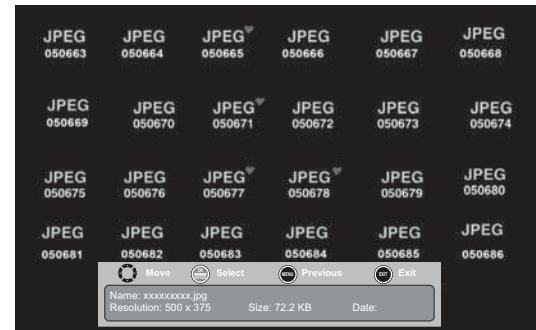 JPEG JPEG JPEG JPEG JPEG JPEG
050663 050664 050665 050666 050667 050668
JPEG JPEG JPEG JPEG JPEG JPEG
050669 050670 050671 050672 050673 050674
JPEG JPEG JPEG JPEG JPEG JPEG
050675 050676 050677 050678 050679 050680
JPEG JPEG JPEG JPEG JPEG JPEG
050681 050682 050683 050684 050685 050686
Move Select MENU Previous EXIT Exit
Name: xxxxxxxxx.jpg
Resolution: 500 x 375 Size: 72.2 KB Date: